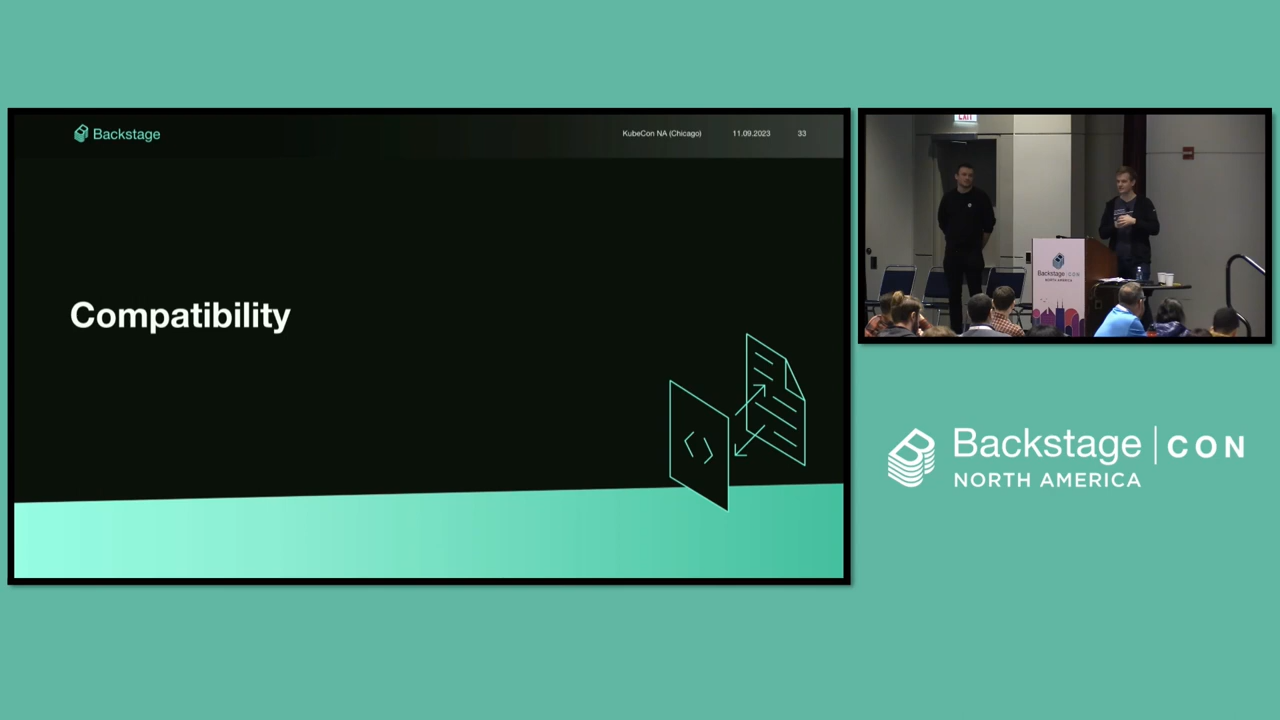 Backstage
KubeCon NA (Chicago) 11.09.2023 33
Compatibility
EXIT
Backstage CON
NORTH AMERICA
Backstage | CON
NORTH AMERICA